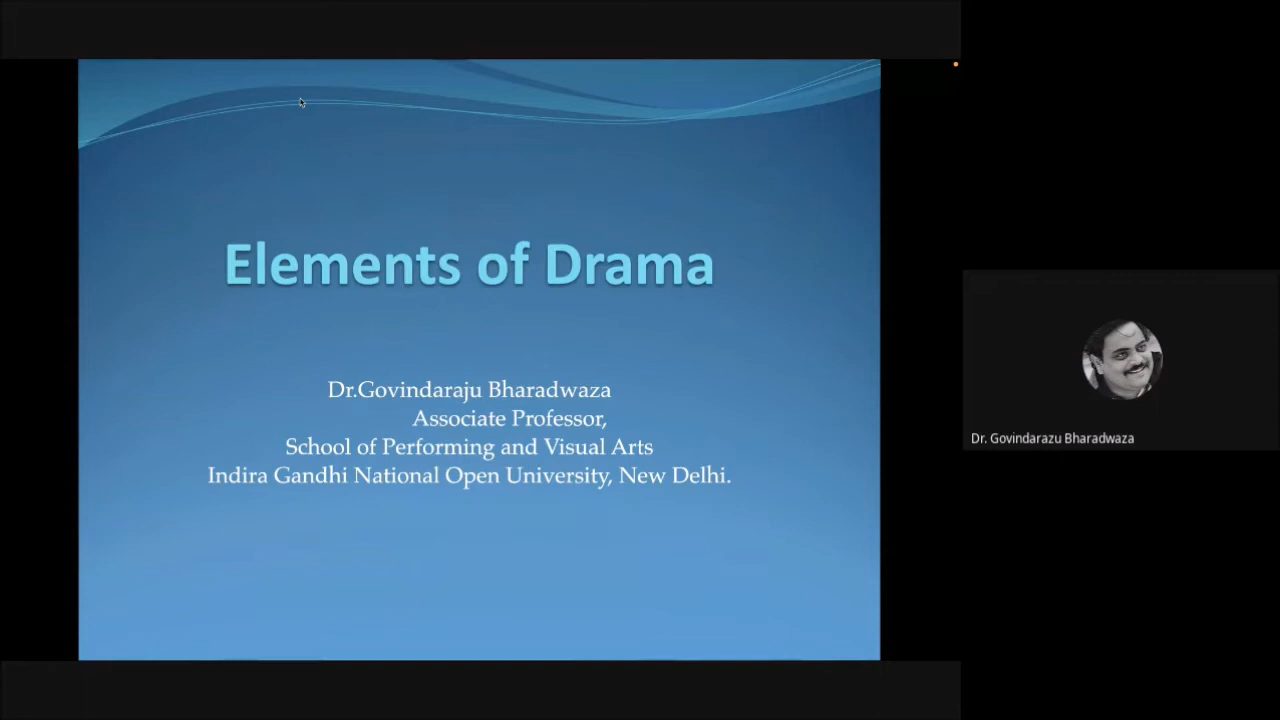 Elements of Drama
Dr.Govindaraju Bharadwaza
Associate Professor,
School of Performing and Visual Arts
Indira Gandhi National Open University, New Delhi.
Dr. Govindarazu Bharadwaza